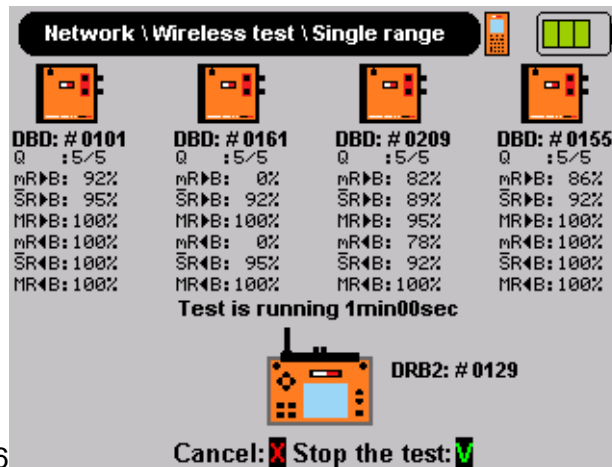 Network \ Wireless test \ Single range
DBD: # 0101 DBD: # 0161 DBD: # 0209 DBD: # 0155
Q :5/5 Q :5/5 Q :5/5 Q :5/5
mR▶B: 92% mR▶B: 0% mR▶B: 82% mR▶B: 86%
S̅R▶B: 95% S̅R▶B: 92% S̅R▶B: 89% S̅R▶B: 92%
MR▶B:100% MR▶B:100% MR▶B: 95% MR▶B:100%
mR◀B:100% mR◀B: 0% mR◀B: 78% mR◀B:100%
S̅R◀B:100% S̅R◀B: 95% S̅R◀B: 92% S̅R◀B:100%
MR◀B:100% MR◀B:100% MR◀B:100% MR◀B:100%
Test is running 1min00sec
DRB2: # 0129
6
Cancel: X Stop the test: V